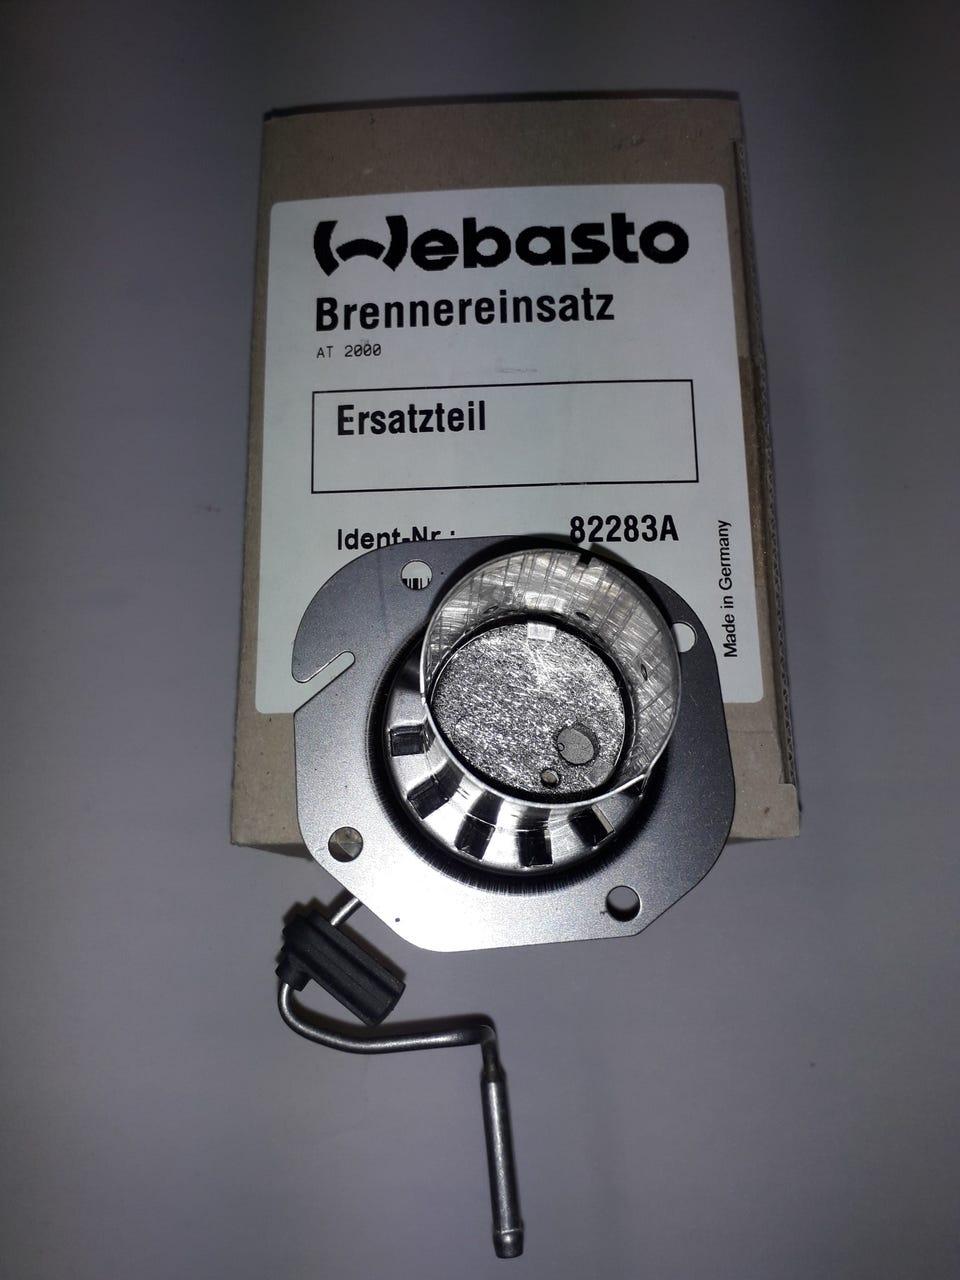 Webasto
Brennereinsatz
AT 2000
Ersatzteil
Ident-Nr.: 82283A
Made in Germany